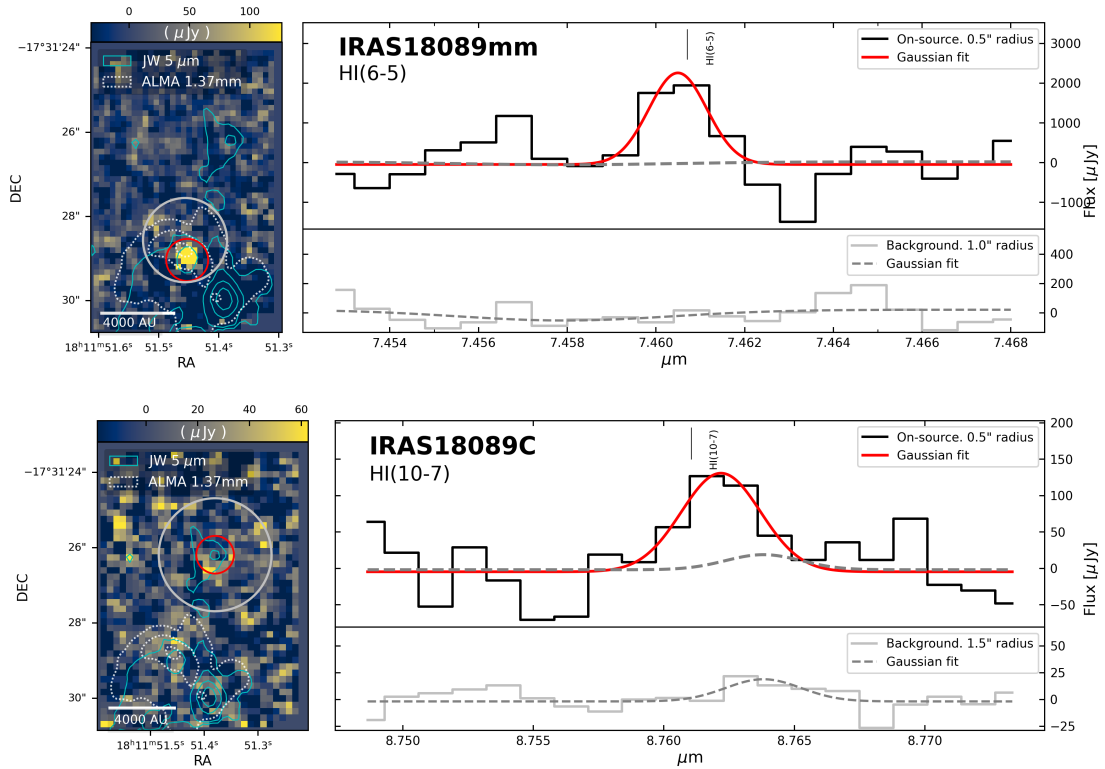 0 50 100
( μJy )
JW 5 μm
ALMA 1.37mm
−17°31'24"
26"
28"
30"
DEC
4000 AU
18ʰ11ᵐ51.6ˢ 51.5ˢ 51.4ˢ 51.3ˢ
RA
IRAS18089mm
HI(6-5)
HI(6-5)
On-source. 0.5" radius
Gaussian fit
3000
2000
1000
0
−1000
Flux [μJy]
Background. 1.0" radius
Gaussian fit
400
200
0
7.454 7.456 7.458 7.460 7.462 7.464 7.466 7.468
μm
0 20 40 60
( μJy )
JW 5 μm
ALMA 1.37mm
−17°31'24"
26"
28"
30"
DEC
4000 AU
18ʰ11ᵐ51.5ˢ 51.4ˢ 51.3ˢ
RA
IRAS18089C
HI(10-7)
HI(10-7)
On-source. 0.5" radius
Gaussian fit
200
150
100
50
0
−50
Flux [μJy]
Background. 1.5" radius
Gaussian fit
50
25
0
−25
8.750 8.755 8.760 8.765 8.770
μm